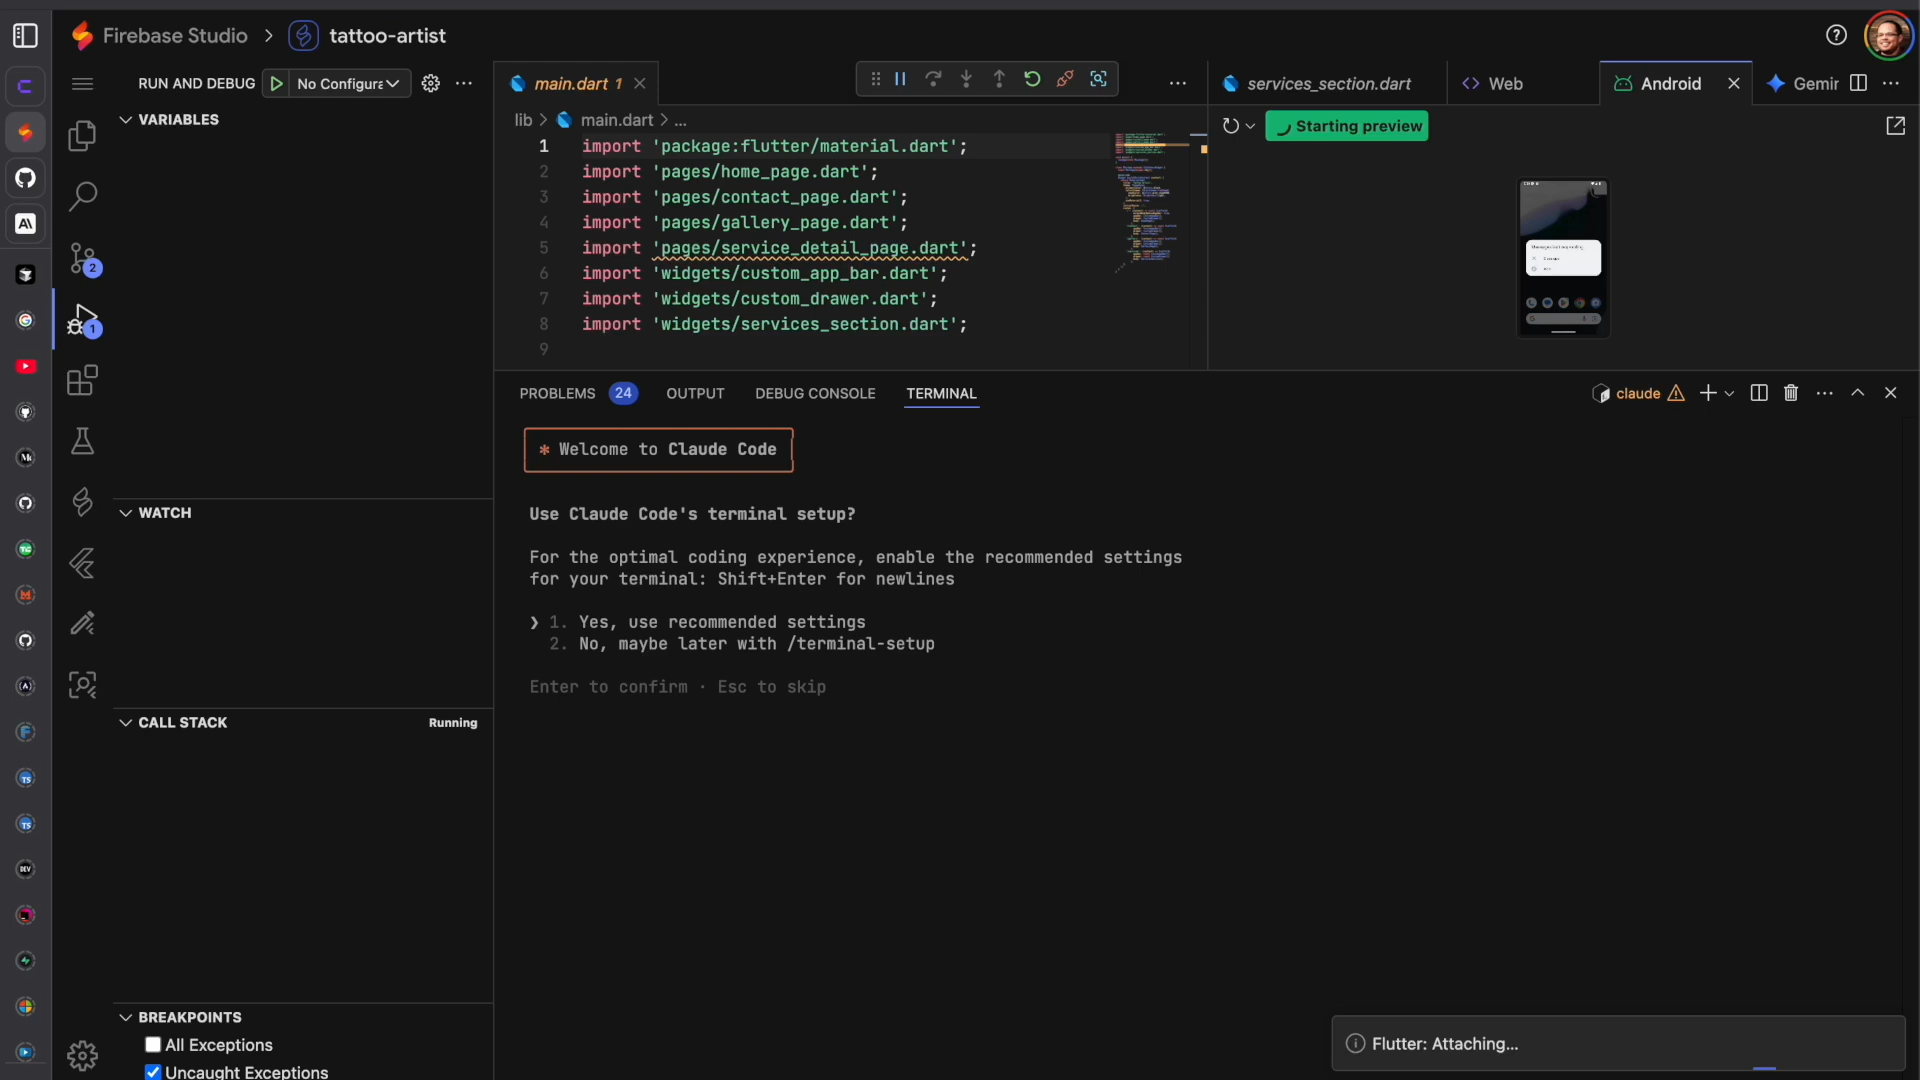 Firebase Studio > tattoo-artist
RUN AND DEBUG
No Configura
VARIABLES
WATCH
CALL STACK
Running
BREAKPOINTS
All Exceptions
Uncaught Exceptions
2
1
main.dart 1
lib > main.dart > ...
1 import 'package:flutter/material.dart';
2 import 'pages/home_page.dart';
3 import 'pages/contact_page.dart';
4 import 'pages/gallery_page.dart';
5 import 'pages/service_detail_page.dart';
6 import 'widgets/custom_app_bar.dart';
7 import 'widgets/custom_drawer.dart';
8 import 'widgets/services_section.dart';
9
services_section.dart
Web
Android
Gemir
Starting preview
PROBLEMS 24 OUTPUT DEBUG CONSOLE TERMINAL
claude
* Welcome to Claude Code
Use Claude Code's terminal setup?
For the optimal coding experience, enable the recommended settings
for your terminal: Shift+Enter for newlines
❯ 1. Yes, use recommended settings
2. No, maybe later with /terminal-setup
Enter to confirm · Esc to skip
Flutter: Attaching...